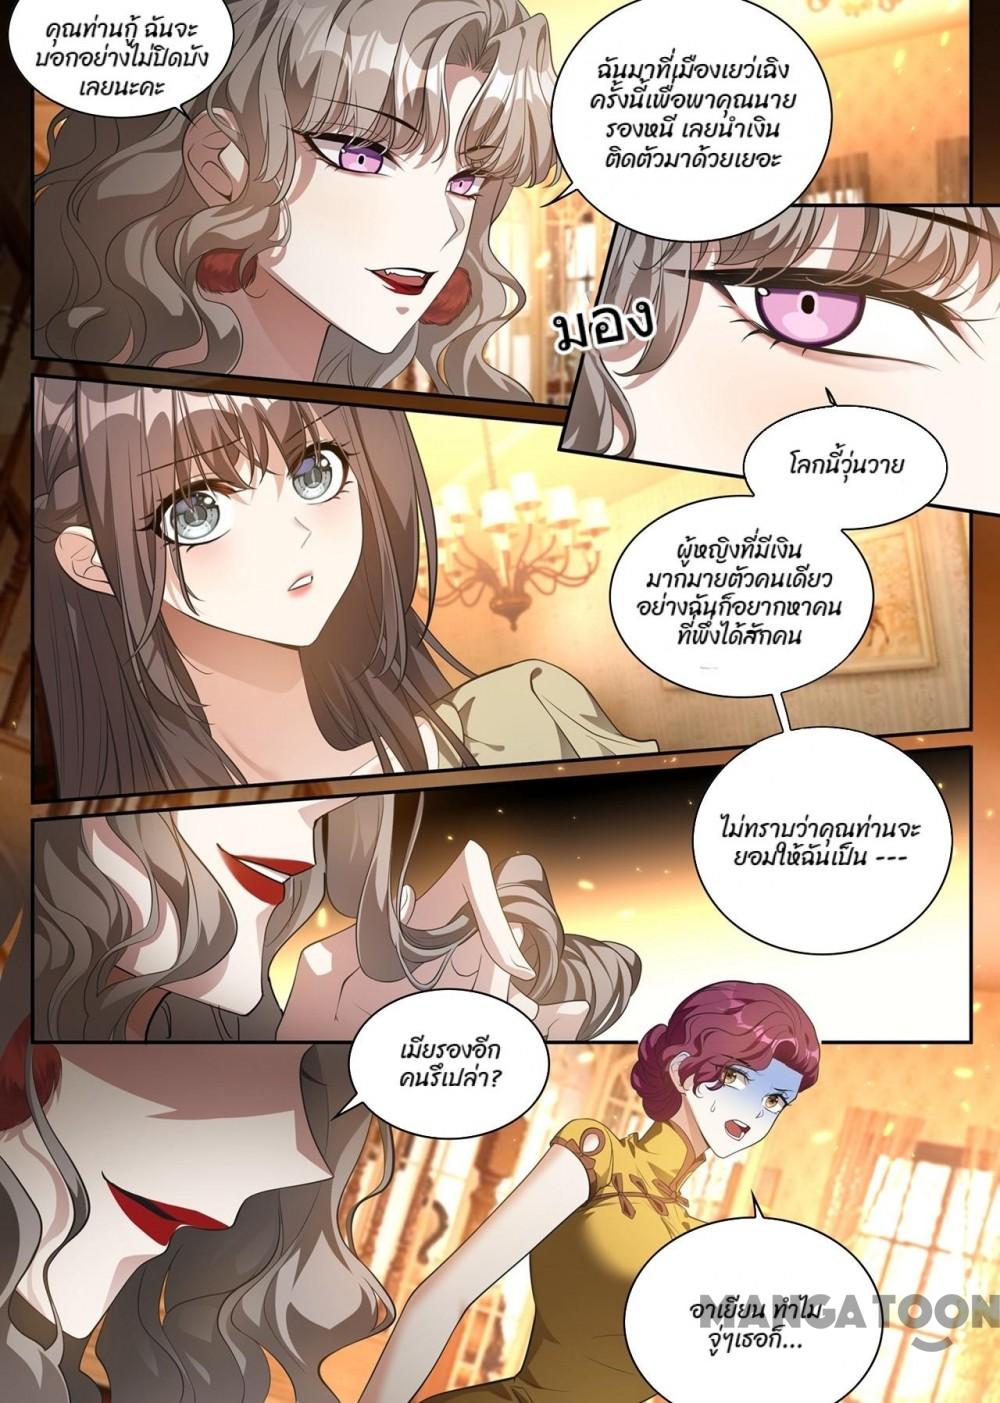 คุณท่านกู้ ฉันจะ
บอกอย่างไม่ปิดบัง
เลยนะคะ
ฉันมาที่เมืองเยว่เฉิง
ครั้งนี้เพื่อพาคุณนาย
รองหนี เลยนำเงิน
ติดตัวมาด้วยเยอะ
มอง
โลกนี้วุ่นวาย
ผู้หญิงที่มีเงิน
มากมายตัวคนเดียว
อย่างฉันก็อยากหาคน
ที่พึ่งได้สักคน
ไม่ทราบว่าคุณท่านจะ
ยอมให้ฉันเป็น ---
เมียรองอีก
คนรึเปล่า?
อาเยียน ทำไม
จู่ๆเธอก็...
MANGATOON